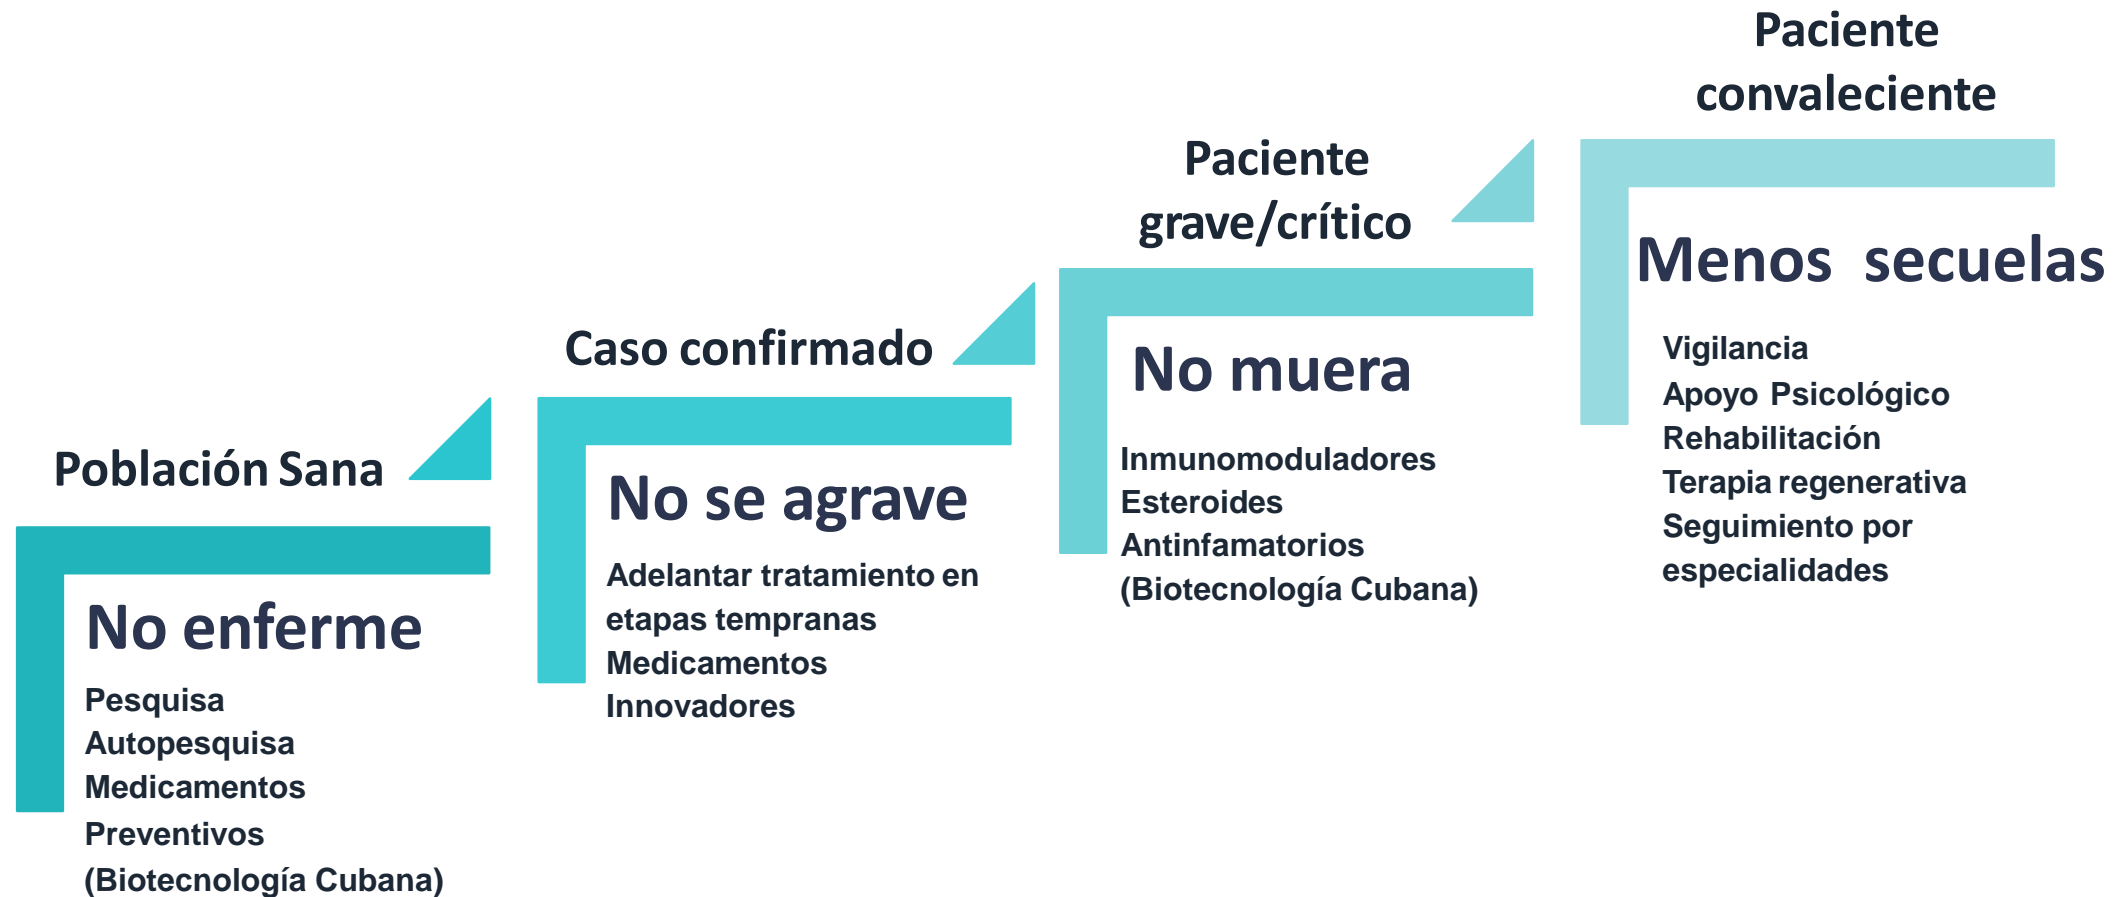 Población Sana
No enferme
Pesquisa
Autopesquisa
Medicamentos
Preventivos
(Biotecnología Cubana)
Caso confirmado
No se agrave
Adelantar tratamiento en
etapas tempranas
Medicamentos
Innovadores
Paciente
grave/crítico
No muera
Inmunomoduladores
Esteroides
Antinfamatorios
(Biotecnología Cubana)
Paciente
convaleciente
Menos secuelas
Vigilancia
Apoyo Psicológico
Rehabilitación
Terapia regenerativa
Seguimiento por
especialidades